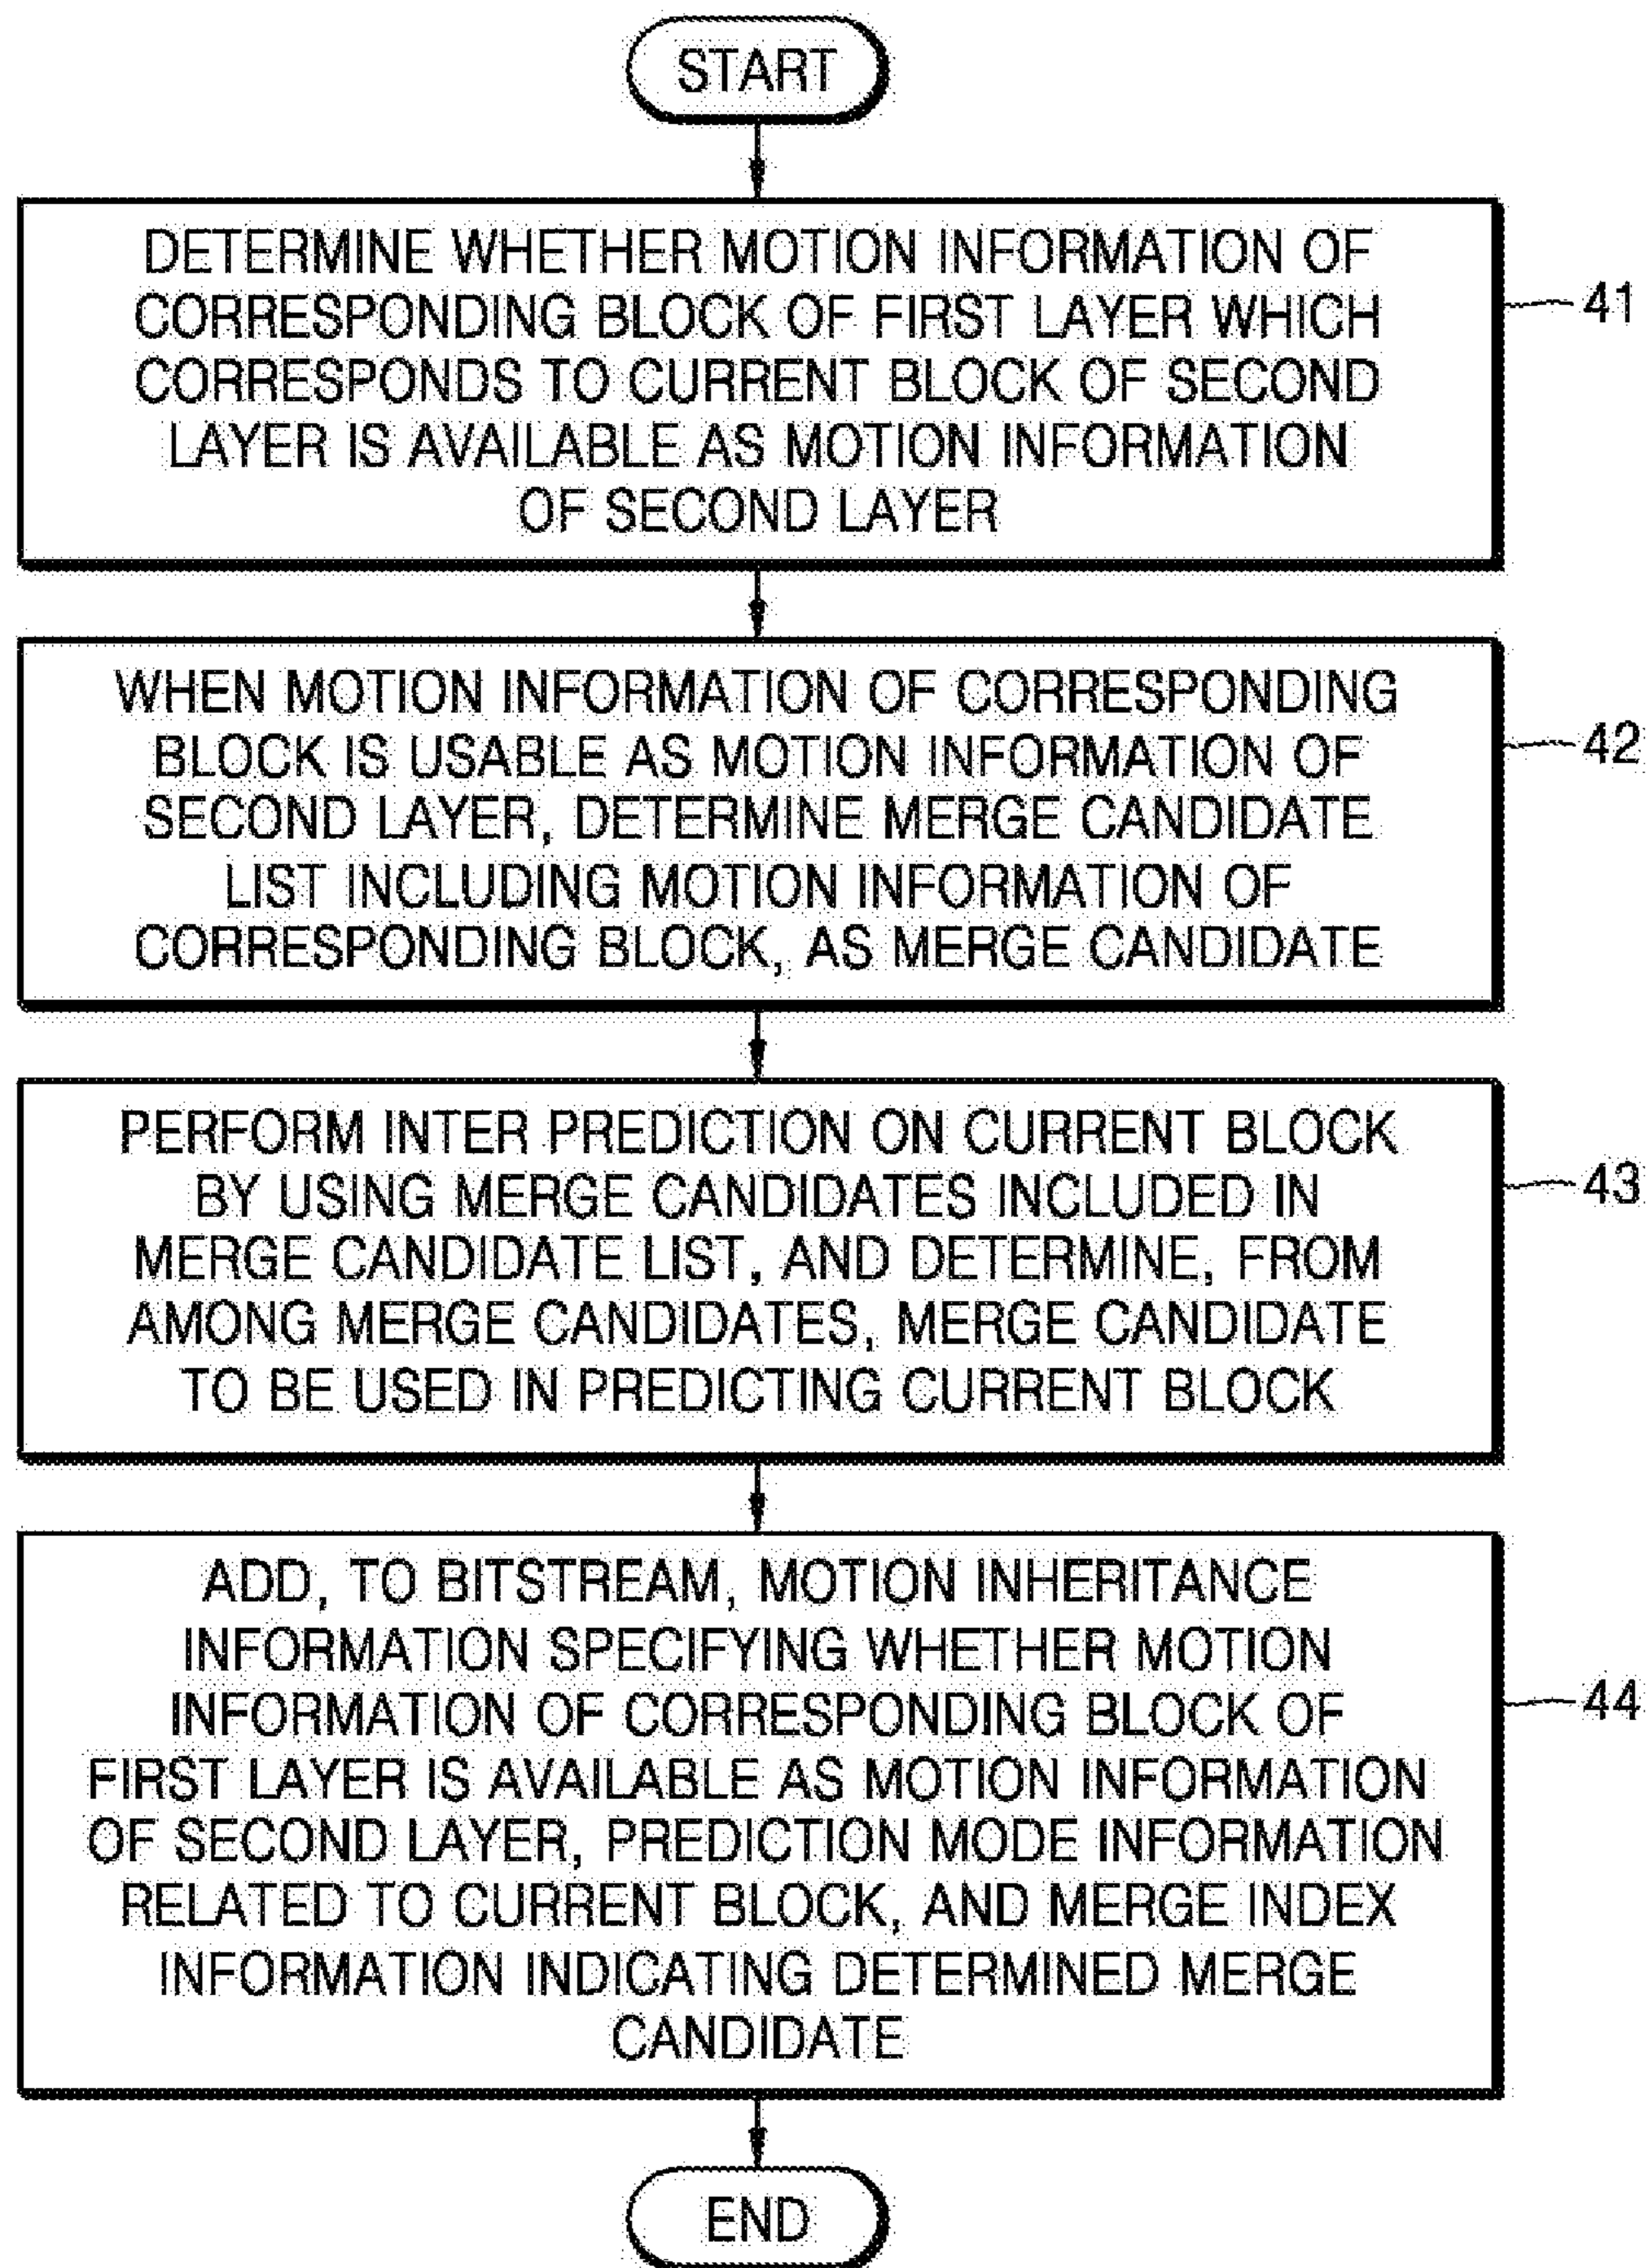 START
DETERMINE WHETHER MOTION INFORMATION OF
CORRESPONDING BLOCK OF FIRST LAYER WHICH
CORRESPONDS TO CURRENT BLOCK OF SECOND
LAYER IS AVAILABLE AS MOTION INFORMATION
OF SECOND LAYER
41
WHEN MOTION INFORMATION OF CORRESPONDING
BLOCK IS USABLE AS MOTION INFORMATION OF
SECOND LAYER, DETERMINE MERGE CANDIDATE
LIST INCLUDING MOTION INFORMATION OF
CORRESPONDING BLOCK, AS MERGE CANDIDATE
42
PERFORM INTER PREDICTION ON CURRENT BLOCK
BY USING MERGE CANDIDATES INCLUDED IN
MERGE CANDIDATE LIST, AND DETERMINE, FROM
AMONG MERGE CANDIDATES, MERGE CANDIDATE
TO BE USED IN PREDICTING CURRENT BLOCK
43
ADD, TO BITSTREAM, MOTION INHERITANCE
INFORMATION SPECIFYING WHETHER MOTION
INFORMATION OF CORRESPONDING BLOCK OF
FIRST LAYER IS AVAILABLE AS MOTION INFORMATION
OF SECOND LAYER, PREDICTION MODE INFORMATION
RELATED TO CURRENT BLOCK, AND MERGE INDEX
INFORMATION INDICATING DETERMINED MERGE
CANDIDATE
44
END